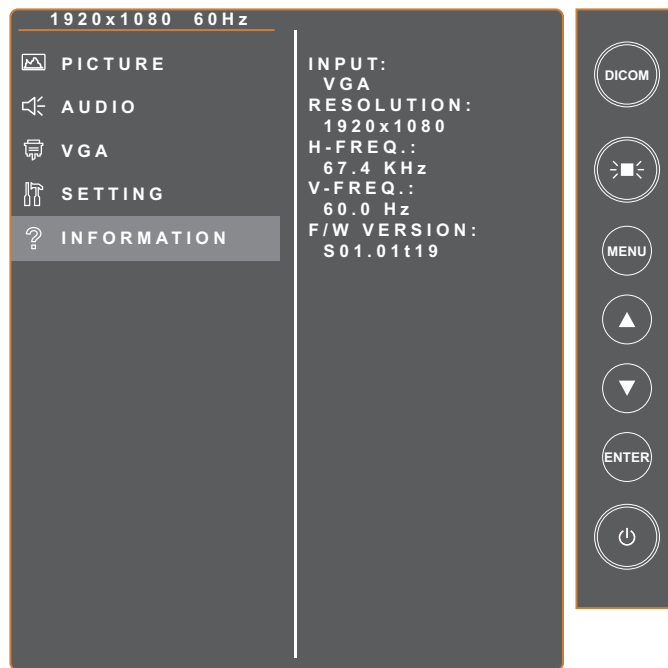 1920x1080 60Hz
PICTURE
AUDIO
VGA
SETTING
INFORMATION
INPUT:
VGA
RESOLUTION:
1920x1080
H-FREQ.:
67.4 KHz
V-FREQ.:
60.0 Hz
F/W VERSION:
S01.01t19
DICOM
MENU
ENTER